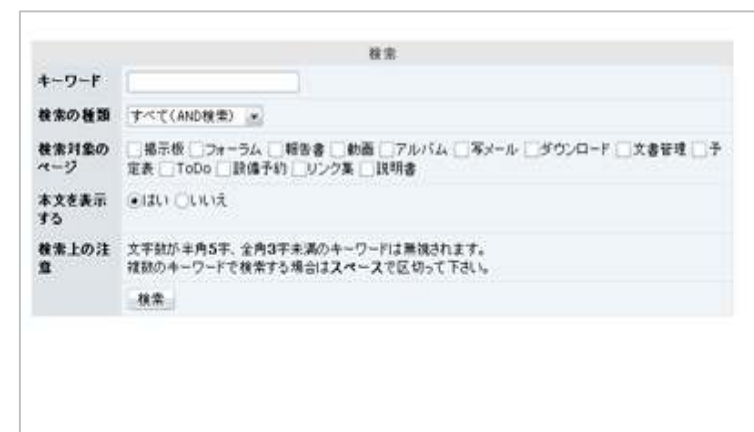 検索
キーワード
検索の種類 すべて(AND検索)
検索対象の
ページ
掲示板 フォーラム 報告書 動画 アルバム 写メール ダウンロード 文書管理 予
定表 ToDo 設備予約 リンク集 説明書
本文を表示
する
はい いいえ
検索上の注
意
文字数が半角5字、全角3字未満のキーワードは無視されます。
複数のキーワードで検索する場合はスペースで区切って下さい。
検索